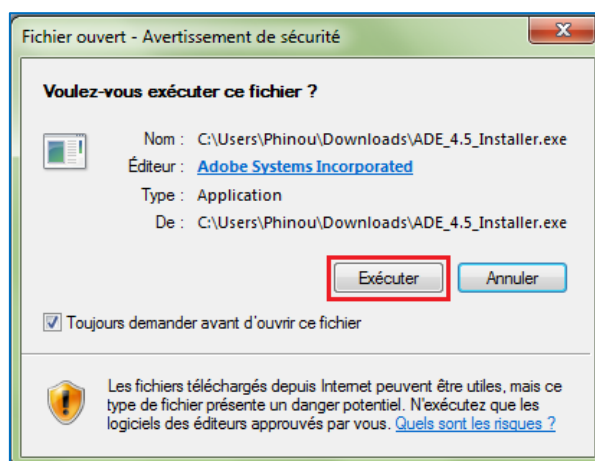 Fichier ouvert - Avertissement de sécurité
Voulez-vous exécuter ce fichier ?
Nom : C:\Users\Phinou\Downloads\ADE_4.5_Installer.exe
Éditeur : Adobe Systems Incorporated
Type : Application
De : C:\Users\Phinou\Downloads\ADE_4.5_Installer.exe
Exécuter Annuler
Toujours demander avant d'ouvrir ce fichier
Les fichiers téléchargés depuis Internet peuvent être utiles, mais ce
type de fichier présente un danger potentiel. N'exécutez que les
logiciels des éditeurs approuvés par vous. Quels sont les risques ?